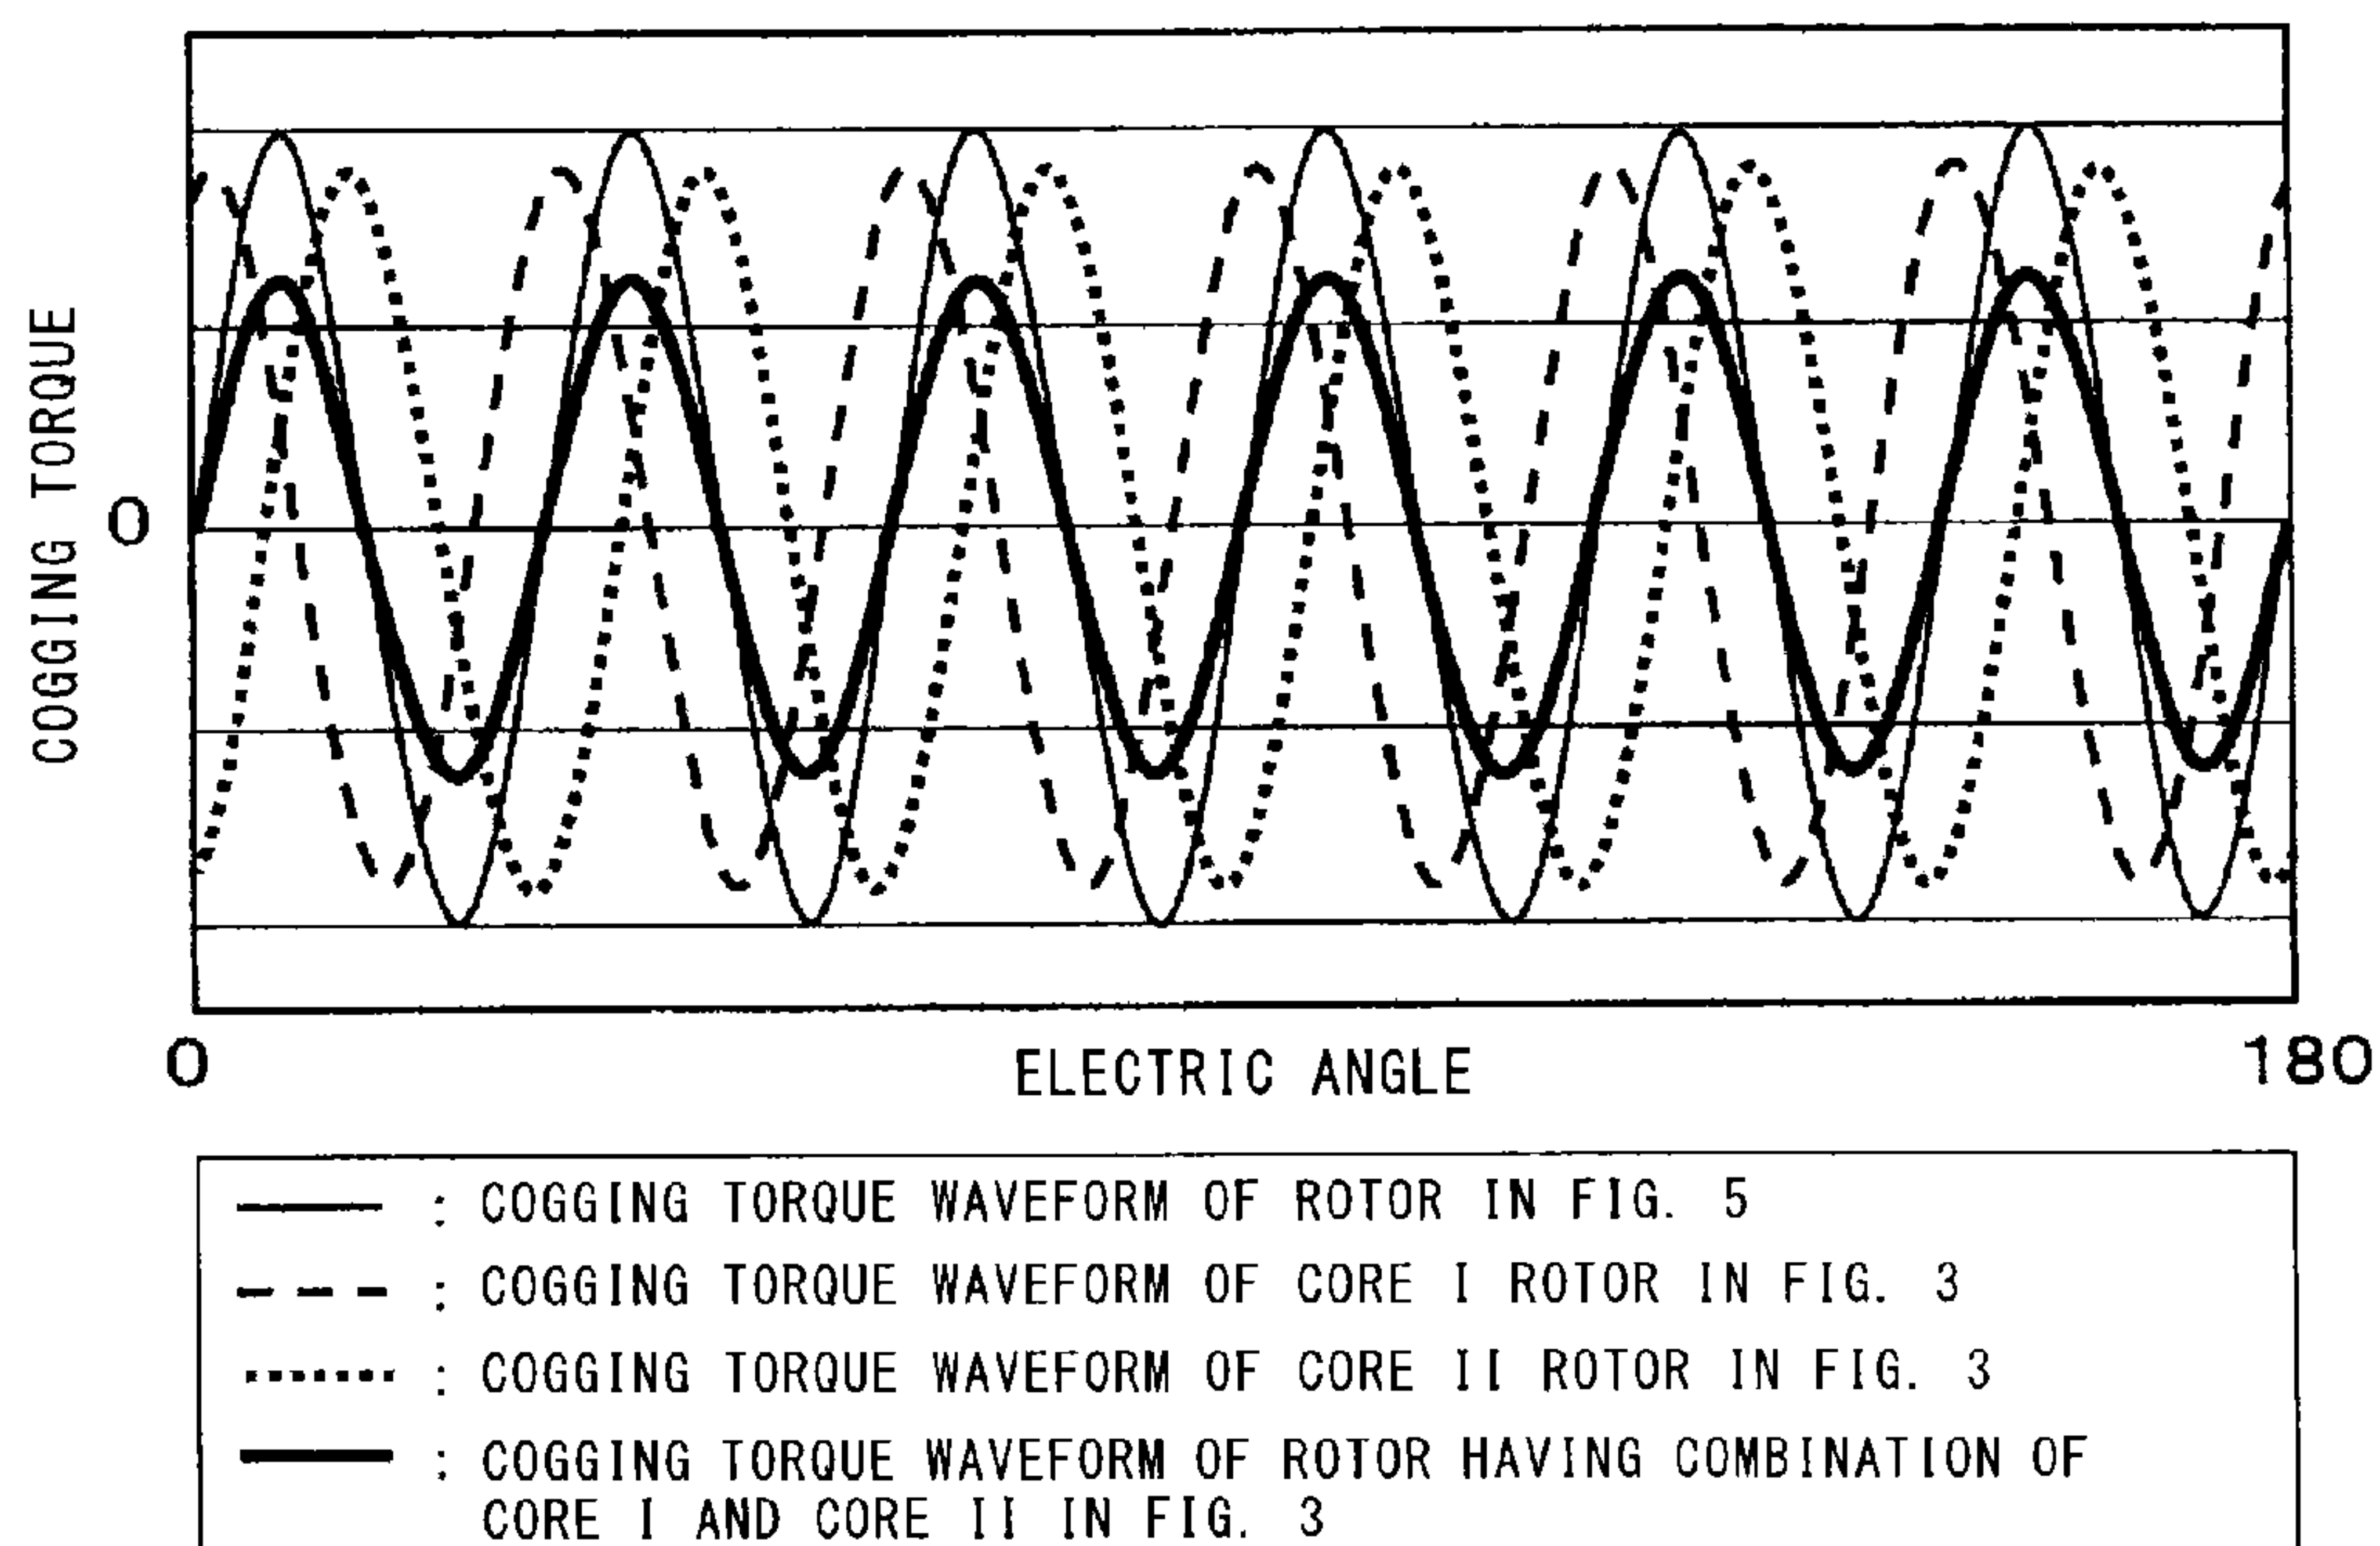 COGGING TORQUE
0
0
ELECTRIC ANGLE
180
: COGGING TORQUE WAVEFORM OF ROTOR IN FIG. 5
: COGGING TORQUE WAVEFORM OF CORE I ROTOR IN FIG. 3
: COGGING TORQUE WAVEFORM OF CORE II ROTOR IN FIG. 3
: COGGING TORQUE WAVEFORM OF ROTOR HAVING COMBINATION OF
CORE I AND CORE II IN FIG. 3